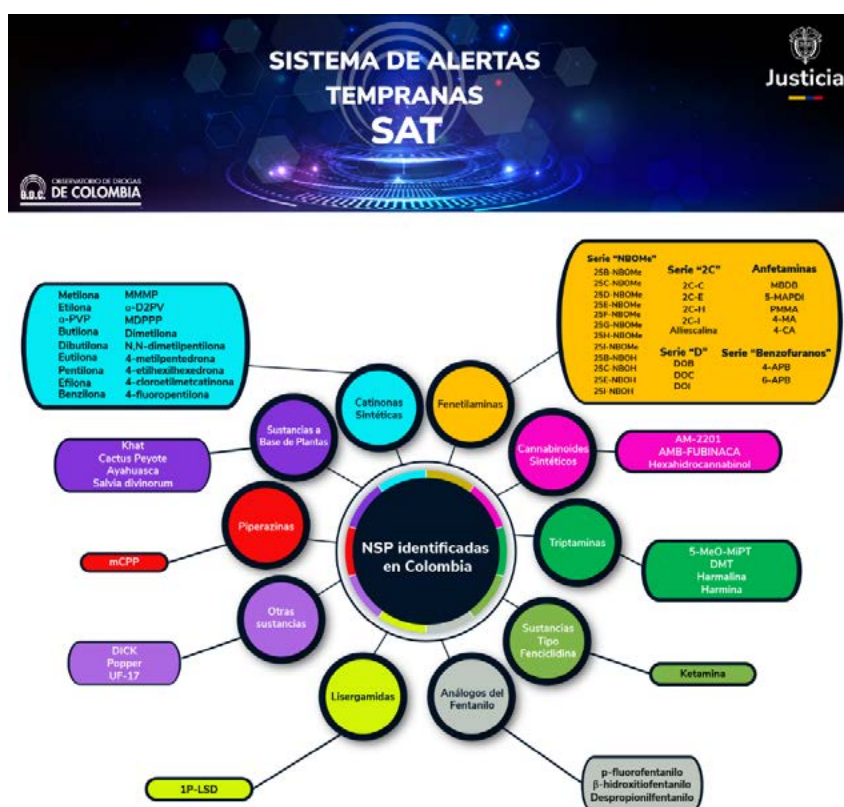 SISTEMA DE ALERTAS
TEMPRANAS
SAT
Justicia
O.D.C.
OBSERVATORIO DE DROGAS
DE COLOMBIA
Metilona
Etilona
α-PVP
Butilona
Dibutilona
Eutilona
Pentilona
Efilona
Benzilona
MMMP
α-D2PV
MDPPP
Dimetilona
N,N-dimetilpentilona
4-metilpentedrona
4-etilhexilhexedrona
4-cloroetilmetcatinona
4-fluoropentilona
Catinonas
Sintéticas
Serie “NBOMe”
25B-NBOMe
25C-NBOMe
25D-NBOMe
25E-NBOMe
25F-NBOMe
25G-NBOMe
25H-NBOMe
25I-NBOMe
25B-NBOH
25C-NBOH
25E-NBOH
25I-NBOH
Serie “2C”
2C-C
2C-E
2C-H
2C-I
Aliescalina
Serie “D”
DOB
DOC
DOI
Anfetaminas
MBDB
5-MAPDI
PMMA
4-MA
4-CA
Serie “Benzofuranos”
4-APB
6-APB
Fenetilaminas
Sustancias a
Base de Plantas
Khat
Cactus Peyote
Ayahuasca
Salvia divinorum
Cannabinoides
Sintéticos
AM-2201
AMB-FUBINACA
Hexahidrocannabinol
Piperazinas
mCPP
NSP identificadas
en Colombia
Triptaminas
5-MeO-MiPT
DMT
Harmalina
Harmina
Otras
sustancias
DICK
Popper
UF-17
Sustancias
Tipo
Fenciclidina
Ketamina
Lisergamidas
1P-LSD
Análogos del
Fentanilo
p-fluorofentanilo
β-hidroxitiofentanilo
Despropionilfentanilo